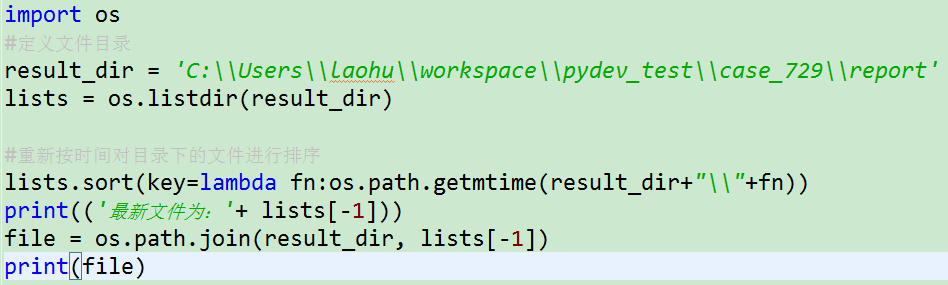 import os
#定义文件目录
result_dir = 'C:\\Users\\laohu\\workspace\\pydev_test\\case_729\\report'
lists = os.listdir(result_dir)
#重新按时间对目录下的文件进行排序
lists.sort(key=lambda fn:os.path.getmtime(result_dir+"\\"+fn))
print(('最新文件为：'+ lists[-1]))
file = os.path.join(result_dir, lists[-1])
print(file)